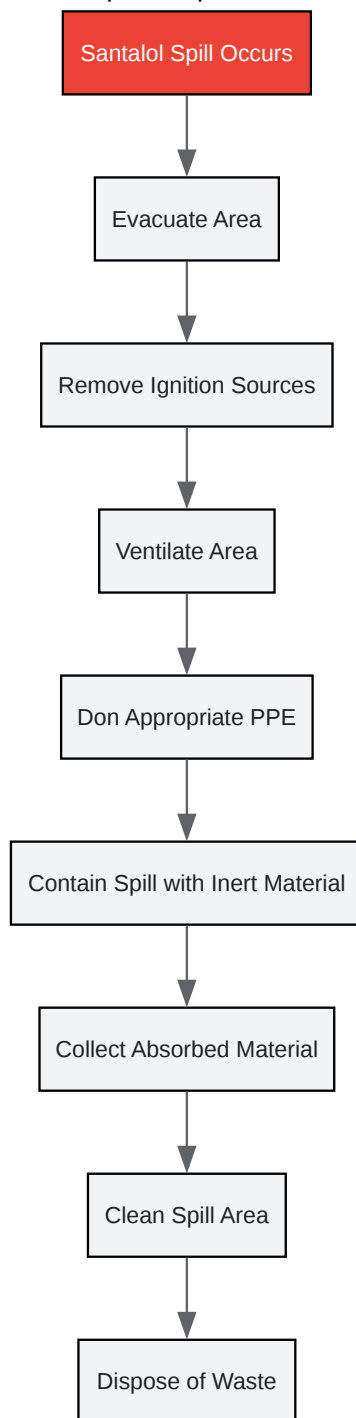 Santalol Spill Occurs
Evacuate Area
Remove Ignition Sources
Ventilate Area
Don Appropriate PPE
Contain Spill with Inert Material
Collect Absorbed Material
Clean Spill Area
Dispose of Waste